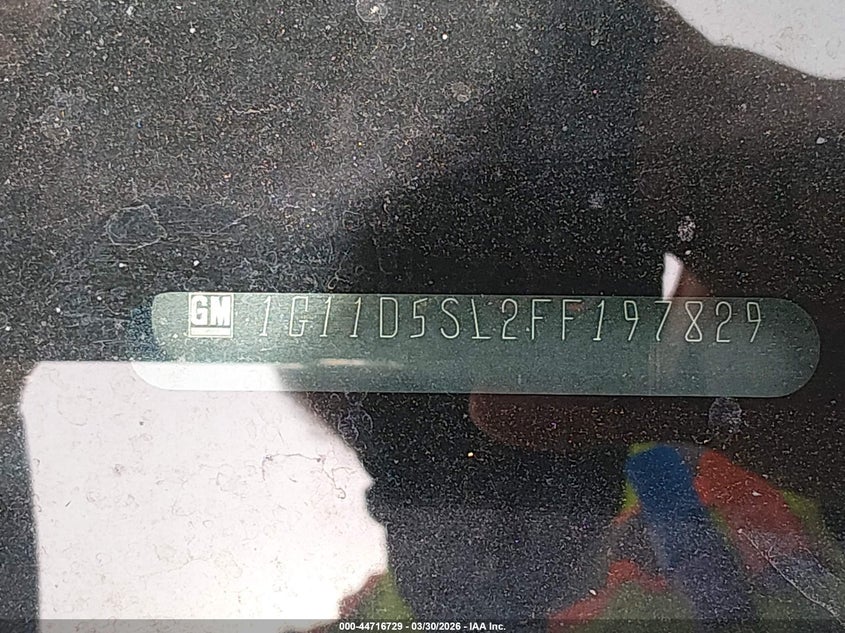 GM 1G11D5SL2FF197829
000-44716729 - 03/30/2026 - IAA Inc.